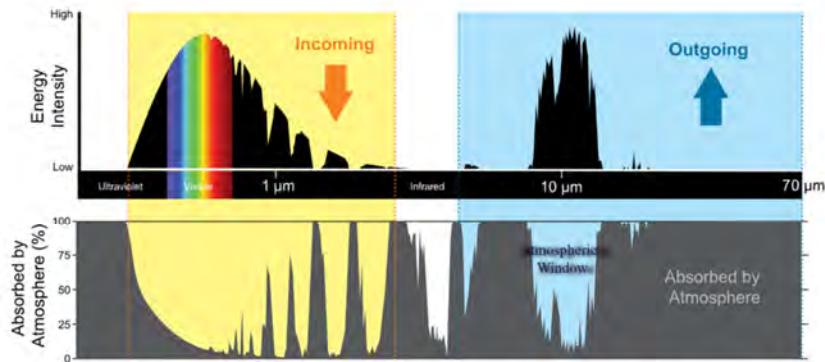 High
Energy
Intensity
Low
Incoming
Outgoing
Ultraviolet
Visible
1 µm
Infrared
10 µm
70 µm
Absorbed by
Atmosphere (%)
100
75
50
25
0
Atmospheric
Windows
Absorbed by
Atmosphere